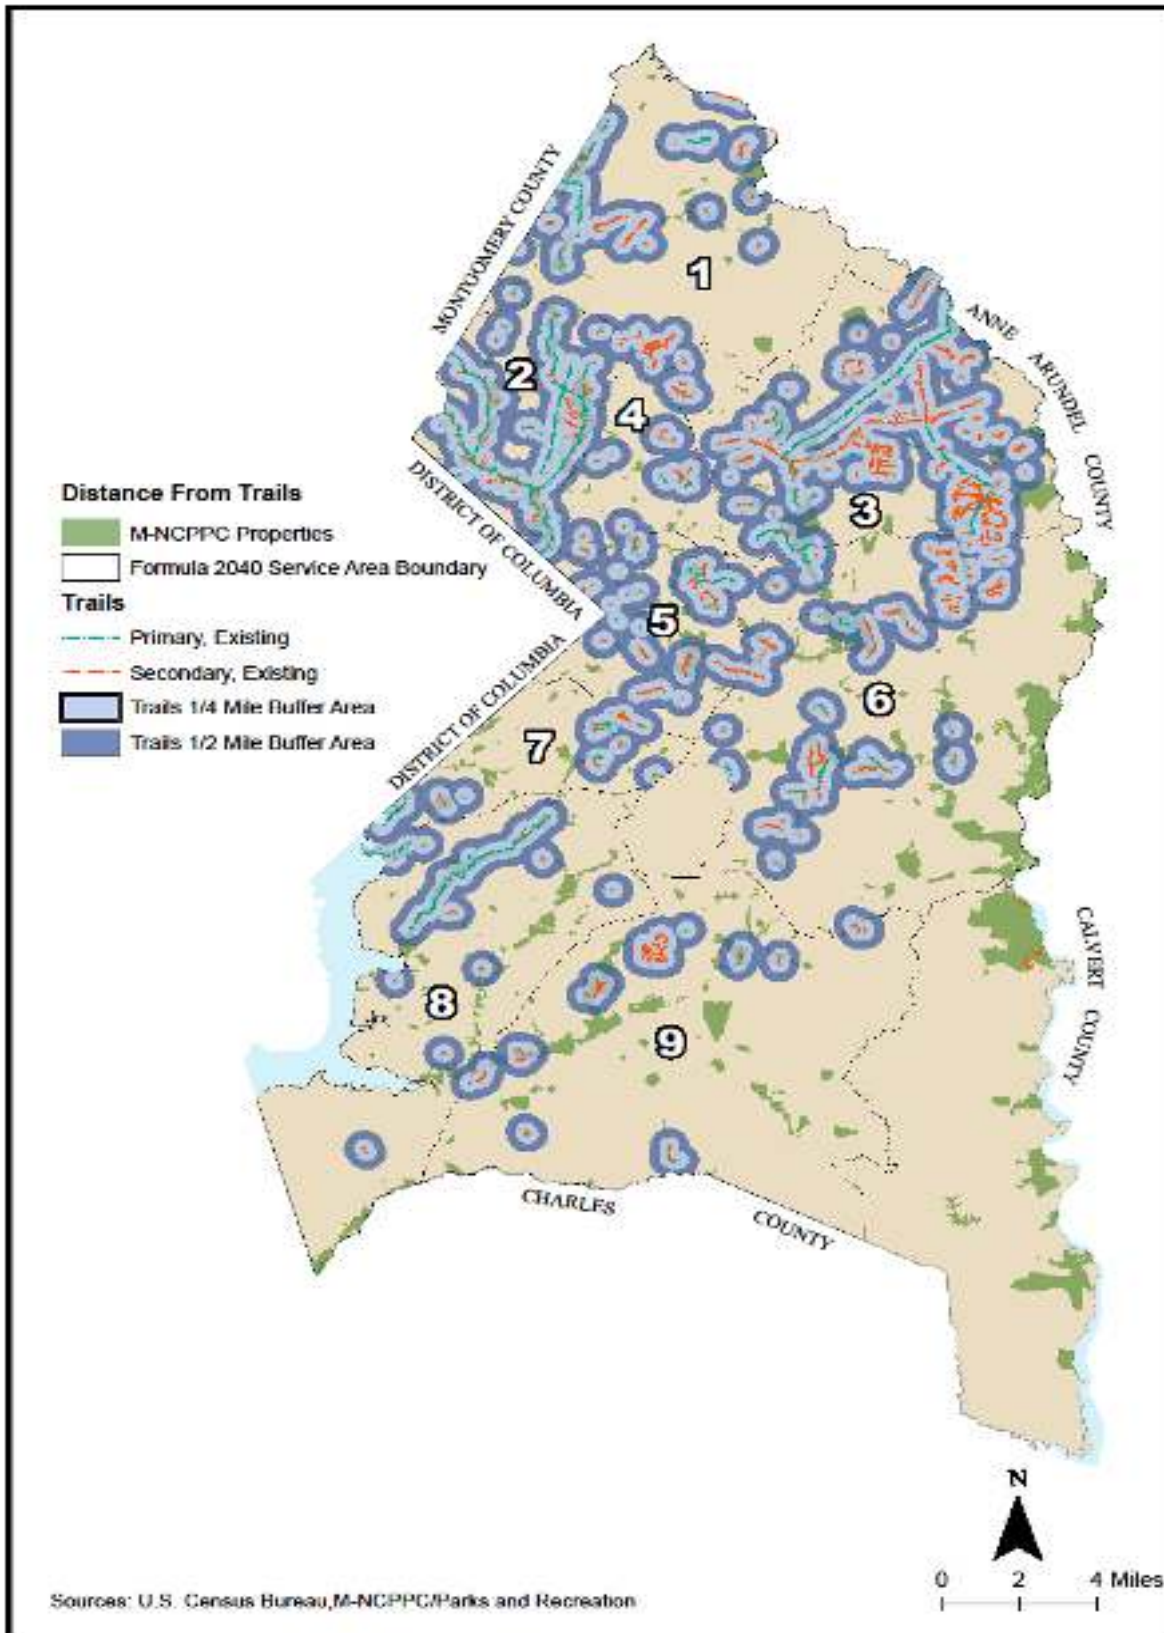 MONTGOMERY COUNTY
1
ANNE ARUNDEL COUNTY
2
4
DISTRICT OF COLUMBIA
3
Distance From Trails
M-NCPPC Properties
Formula 2040 Service Area Boundary
Trails
Primary, Existing
Secondary, Existing
Trails 1/4 Mile Buffer Area
Trails 1/2 Mile Buffer Area
5
DISTRICT OF COLUMBIA
6
7
CALVERT COUNTY
8
9
CHARLES COUNTY
N
0 2 4 Miles
Sources: U.S. Census Bureau,M-NCPPC/Parks and Recreation